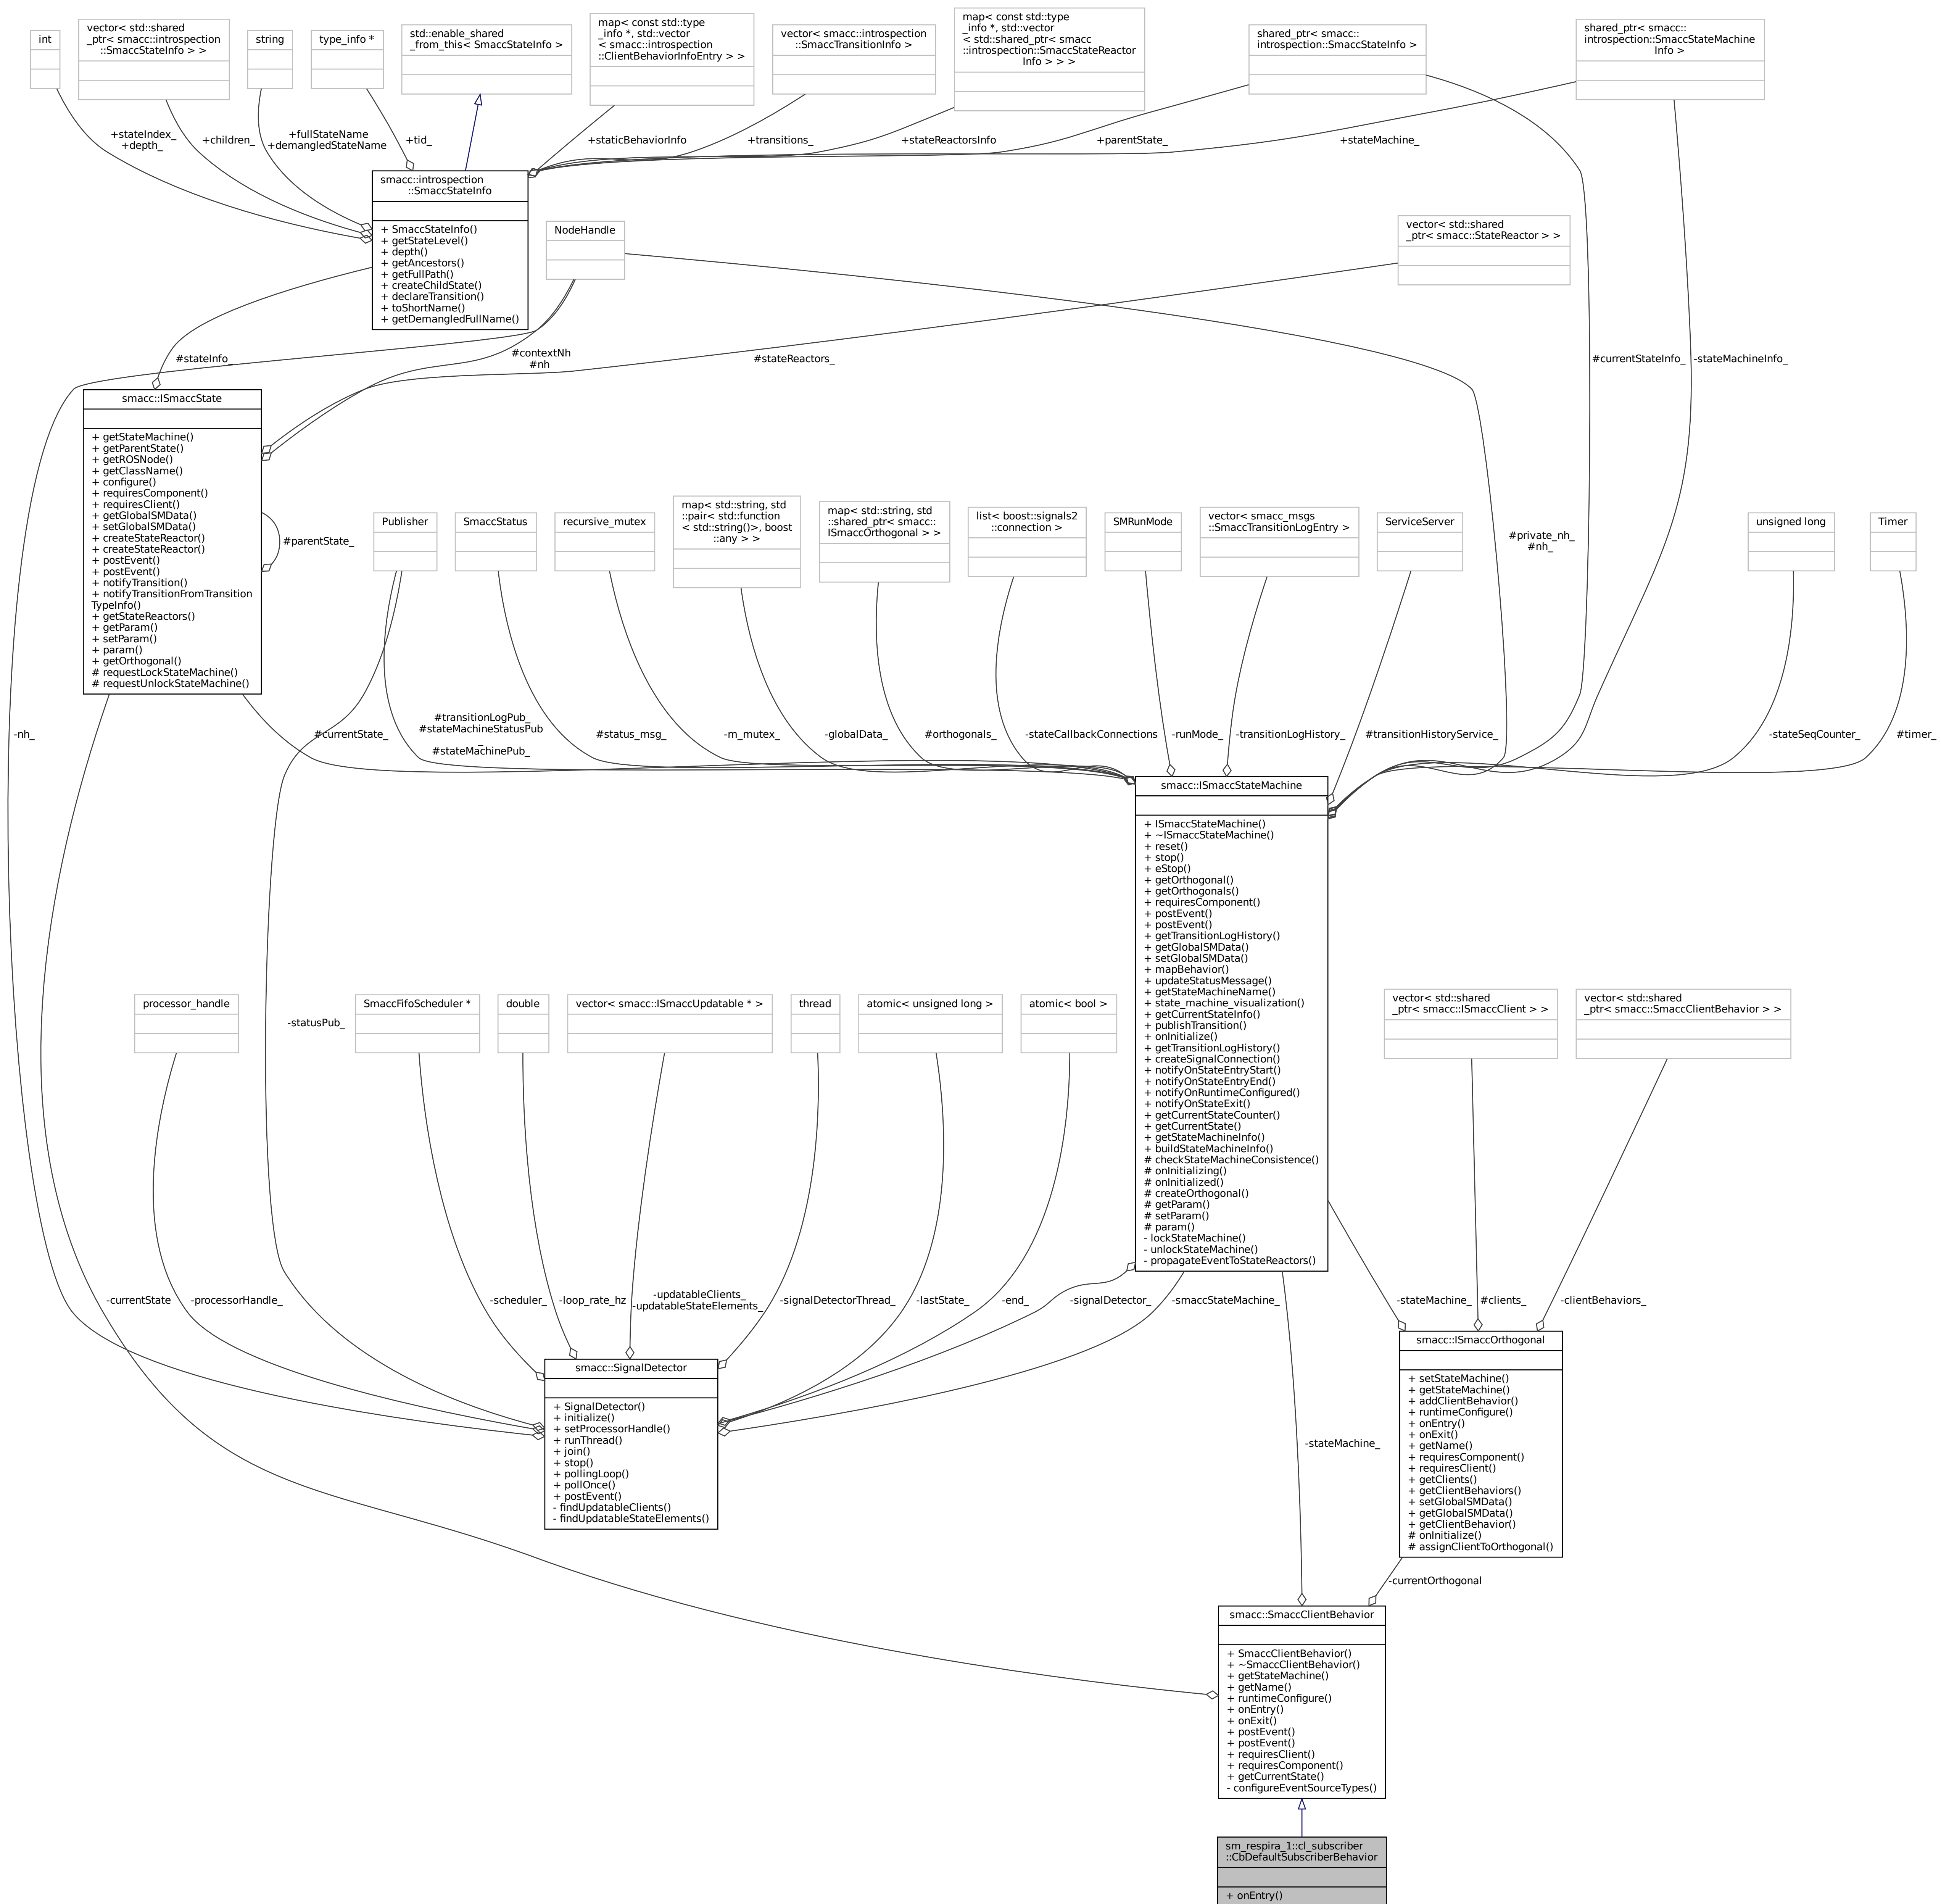 int
vector< std::shared
_ptr< smacc::introspection
::SmaccStateInfo > >
string
type_info *
std::enable_shared
_from_this< SmaccStateInfo >
map< const std::type
_info *, std::vector
< smacc::introspection
::ClientBehaviorInfoEntry > >
vector< smacc::introspection
::SmaccTransitionInfo >
map< const std::type
_info *, std::vector
< std::shared_ptr< smacc
::introspection::SmaccStateReactor
Info > > >
shared_ptr< smacc::
introspection::SmaccStateInfo >
shared_ptr< smacc::
introspection::SmaccStateMachine
Info >
+stateIndex_
+depth_
+children_
+fullStateName
+demangledStateName
+tid_
+staticBehaviorInfo
+transitions_
+stateReactorsInfo
+parentState_
+stateMachine_
smacc::introspection
::SmaccStateInfo
+ SmaccStateInfo()
+ getStateLevel()
+ depth()
+ getAncestors()
+ getFullPath()
+ createChildState()
+ declareTransition()
+ toShortName()
+ getDemangledFullName()
NodeHandle
vector< std::shared
_ptr< smacc::StateReactor > >
#stateInfo_
#contextNh
#nh
#stateReactors_
#currentStateInfo_
-stateMachineInfo_
smacc::ISmaccState
+ getStateMachine()
+ getParentState()
+ getROSNode()
+ getClassName()
+ configure()
+ requiresComponent()
+ requiresClient()
+ getGlobalSMData()
+ setGlobalSMData()
+ createStateReactor()
+ createStateReactor()
+ postEvent()
+ postEvent()
+ notifyTransition()
+ notifyTransitionFromTransition
TypeInfo()
+ getStateReactors()
+ getParam()
+ setParam()
+ param()
+ getOrthogonal()
# requestLockStateMachine()
# requestUnlockStateMachine()
#parentState_
Publisher
SmaccStatus
recursive_mutex
map< std::string, std
::pair< std::function
< std::string()>, boost
::any > >
map< std::string, std
::shared_ptr< smacc::
ISmaccOrthogonal > >
list< boost::signals2
::connection >
SMRunMode
vector< smacc_msgs
::SmaccTransitionLogEntry >
ServiceServer
#private_nh_
#nh_
unsigned long
Timer
-nh_
#currentState_
#transitionLogPub_
#stateMachineStatusPub
_
#stateMachinePub_
#status_msg_
-m_mutex_
-globalData_
#orthogonals_
-stateCallbackConnections
-runMode_
-transitionLogHistory_
#transitionHistoryService_
-stateSeqCounter_
#timer_
smacc::ISmaccStateMachine
+ ISmaccStateMachine()
+ ~ISmaccStateMachine()
+ reset()
+ stop()
+ eStop()
+ getOrthogonal()
+ getOrthogonals()
+ requiresComponent()
+ postEvent()
+ postEvent()
+ getTransitionLogHistory()
+ getGlobalSMData()
+ setGlobalSMData()
+ mapBehavior()
+ updateStatusMessage()
+ getStateMachineName()
+ state_machine_visualization()
+ getCurrentStateInfo()
+ publishTransition()
+ onInitialize()
+ getTransitionLogHistory()
+ createSignalConnection()
+ notifyOnStateEntryStart()
+ notifyOnStateEntryEnd()
+ notifyOnRuntimeConfigured()
+ notifyOnStateExit()
+ getCurrentStateCounter()
+ getCurrentState()
+ getStateMachineInfo()
+ buildStateMachineInfo()
# checkStateMachineConsistence()
# onInitializing()
# onInitialized()
# createOrthogonal()
# getParam()
# setParam()
# param()
- lockStateMachine()
- unlockStateMachine()
- propagateEventToStateReactors()
processor_handle
-statusPub_
SmaccFifoScheduler *
double
vector< smacc::ISmaccUpdatable * >
thread
atomic< unsigned long >
atomic< bool >
vector< std::shared
_ptr< smacc::ISmaccClient > >
vector< std::shared
_ptr< smacc::SmaccClientBehavior > >
-currentState
-processorHandle_
-scheduler_
-loop_rate_hz
-updatableClients_
-updatableStateElements_
-signalDetectorThread_
-lastState_
-end_
-signalDetector_
-smaccStateMachine_
-stateMachine_
#clients_
-clientBehaviors_
smacc::SignalDetector
+ SignalDetector()
+ initialize()
+ setProcessorHandle()
+ runThread()
+ join()
+ stop()
+ pollingLoop()
+ pollOnce()
+ postEvent()
- findUpdatableClients()
- findUpdatableStateElements()
smacc::ISmaccOrthogonal
+ setStateMachine()
+ getStateMachine()
+ addClientBehavior()
+ runtimeConfigure()
+ onEntry()
+ onExit()
+ getName()
+ requiresComponent()
+ requiresClient()
+ getClients()
+ getClientBehaviors()
+ setGlobalSMData()
+ getGlobalSMData()
+ getClientBehavior()
# onInitialize()
# assignClientToOrthogonal()
-stateMachine_
-currentOrthogonal
smacc::SmaccClientBehavior
+ SmaccClientBehavior()
+ ~SmaccClientBehavior()
+ getStateMachine()
+ getName()
+ runtimeConfigure()
+ onEntry()
+ onExit()
+ postEvent()
+ postEvent()
+ requiresClient()
+ requiresComponent()
+ getCurrentState()
- configureEventSourceTypes()
sm_respira_1::cl_subscriber
::CbDefaultSubscriberBehavior
+ onEntry()